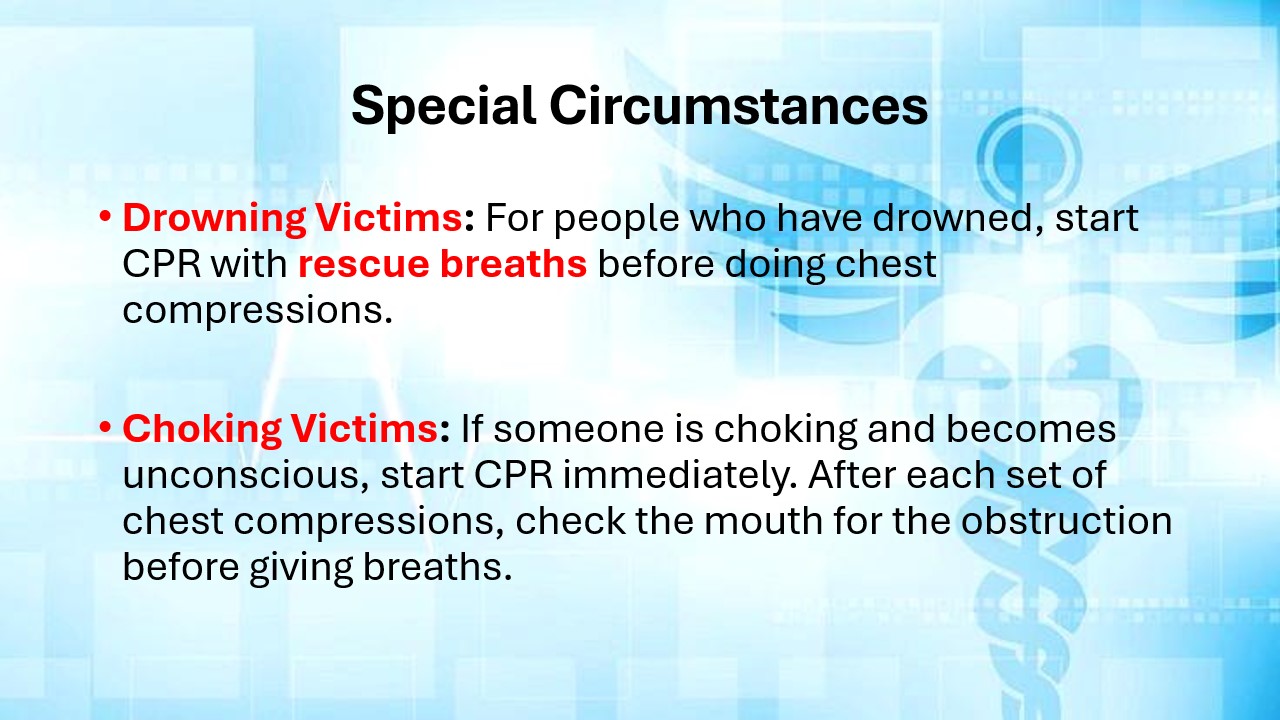 Special Circumstances
• Drowning Victims: For people who have drowned, start
CPR with rescue breaths before doing chest
compressions.
• Choking Victims: If someone is choking and becomes
unconscious, start CPR immediately. After each set of
chest compressions, check the mouth for the obstruction
before giving breaths.